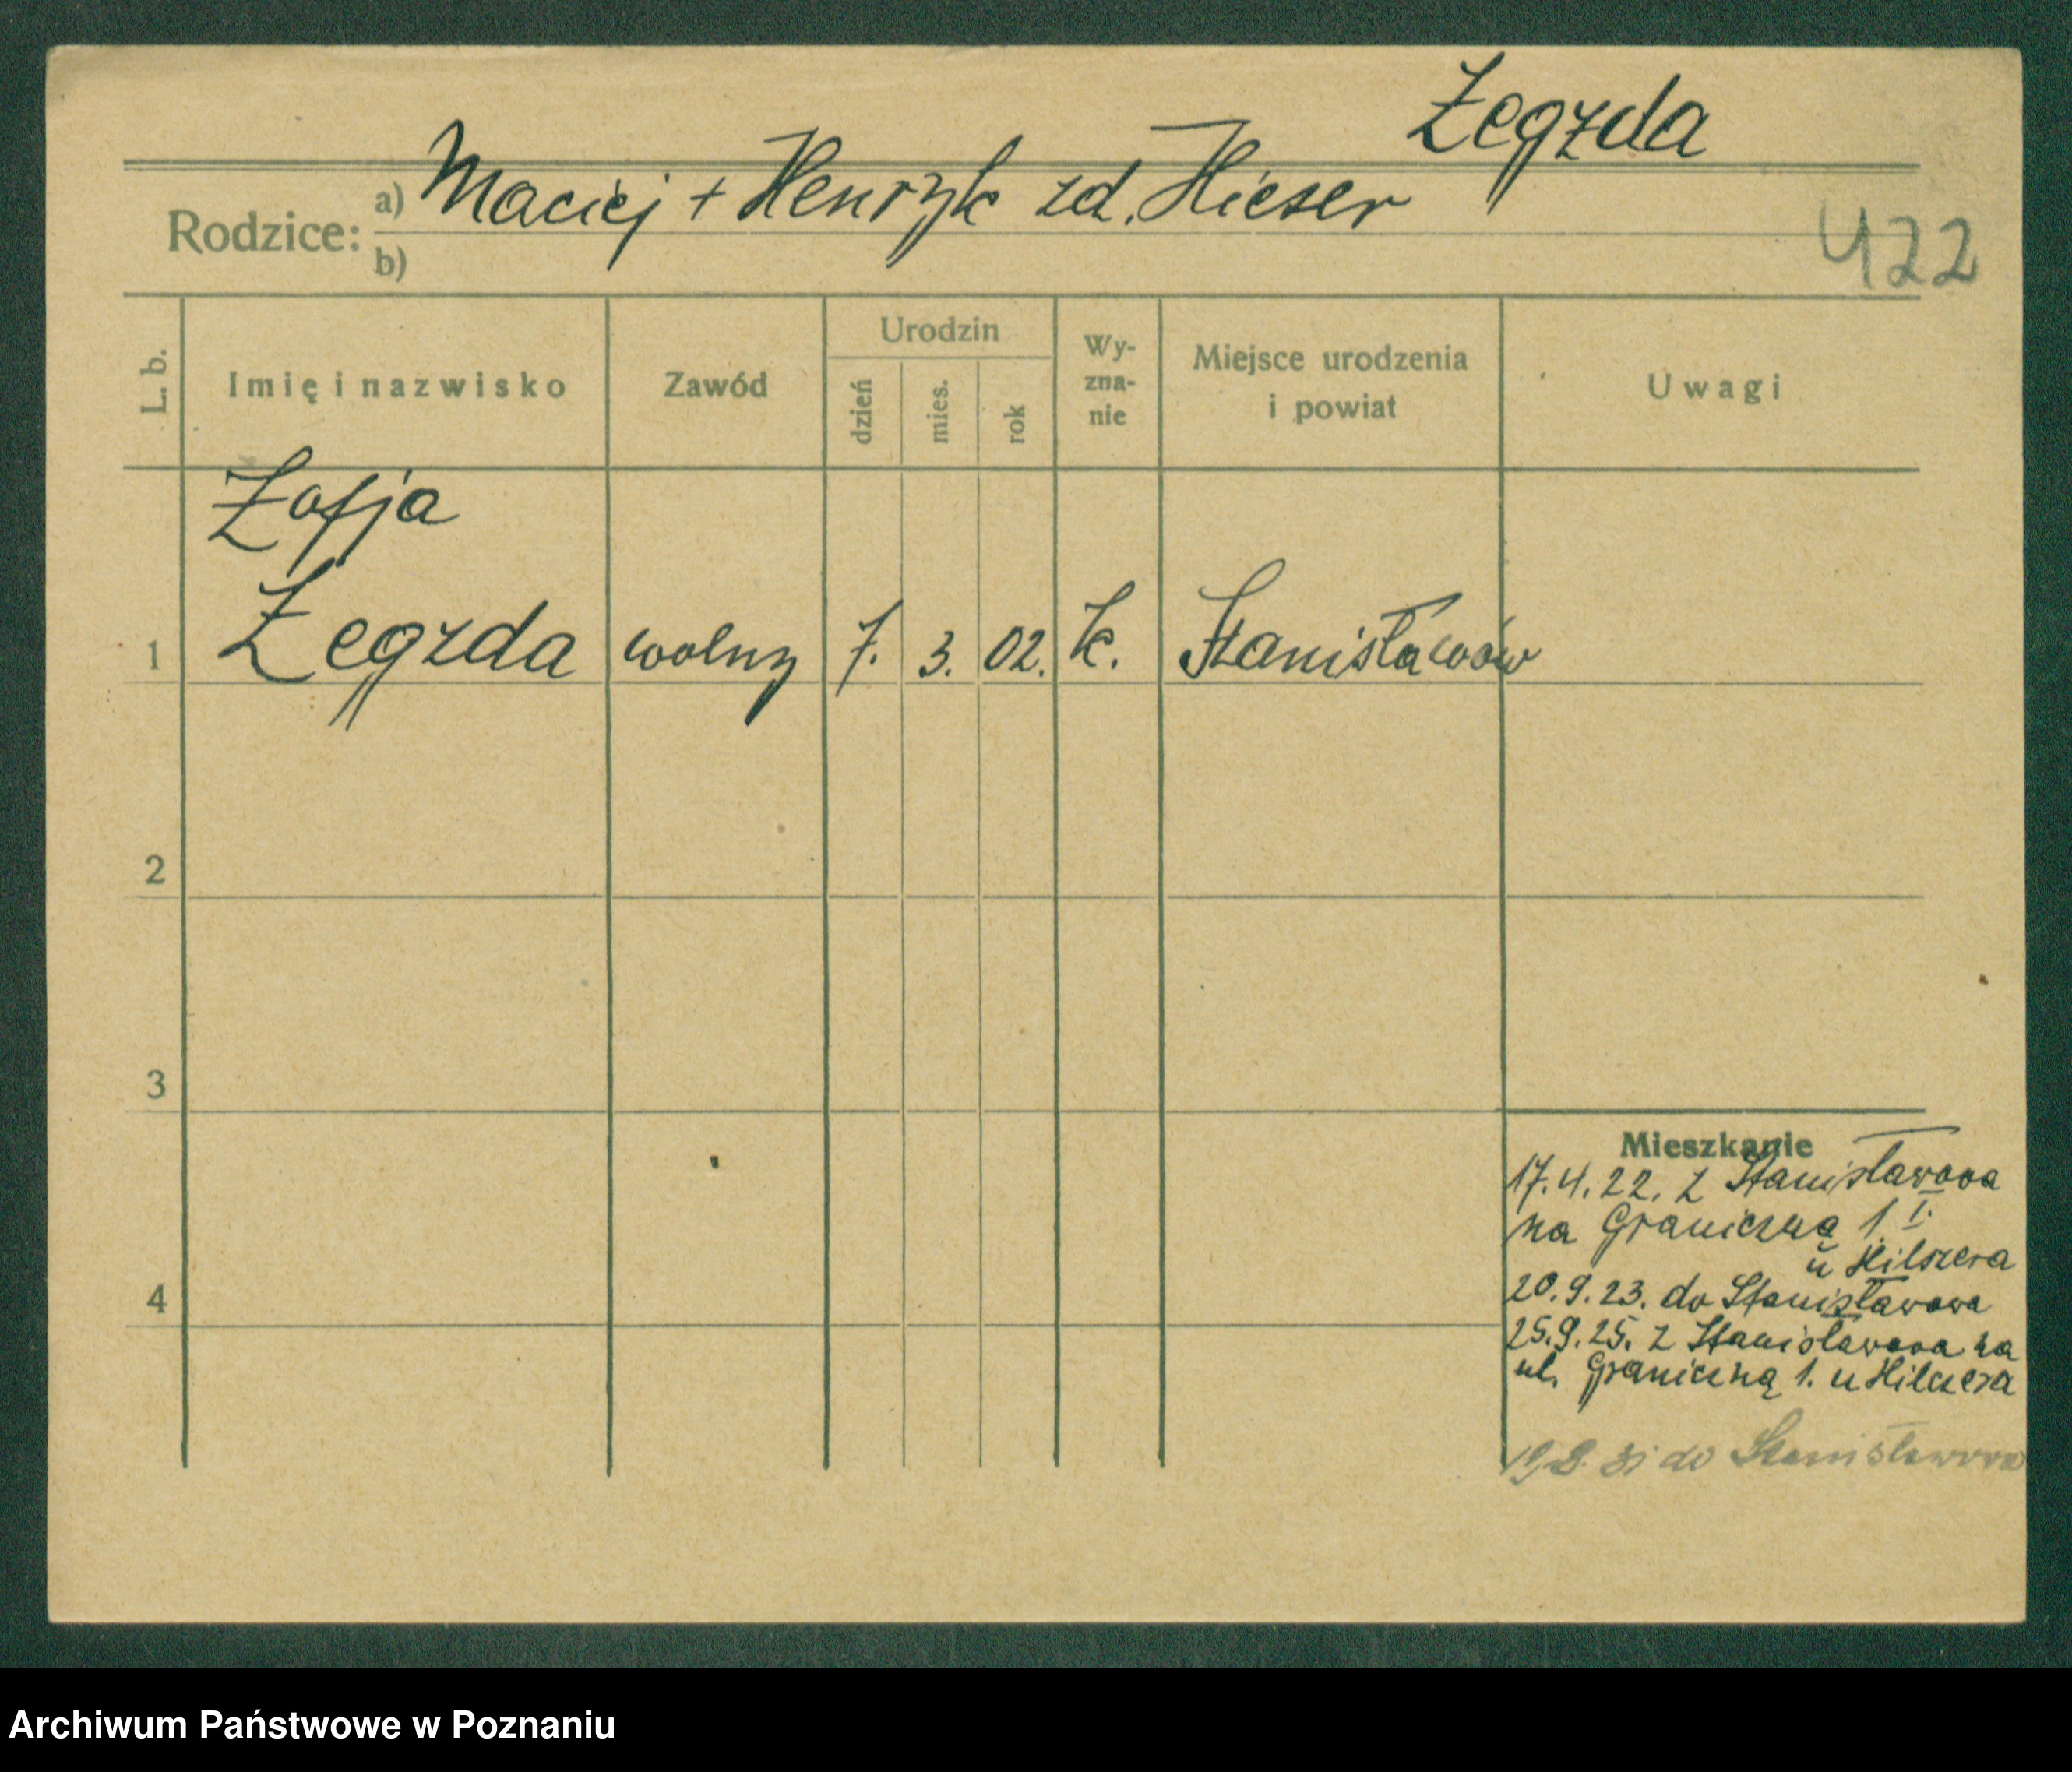 Żegzda
Rodzice: a) Maciej + Henryk zd. Hieser
b)
422
L. b.
Imię i nazwisko
Zawód
Urodzin
dzień
mies.
rok
Wy-
zna-
nie
Miejsce urodzenia
i powiat
Uwagi
Zofja
1 Żegzda wolny 7. 3. 02. k. Stanisławów
2
3
4
Mieszkanie
17.4.22. z Stanisławowa
na Graniczną 1 I.
u Hilszera
20.9.23. do Stanisławowa
25.9.25. z Stanisławowa na
ul. Graniczną 1. u Hilszera
31 do Stanisławowa
Archiwum Państwowe w Poznaniu